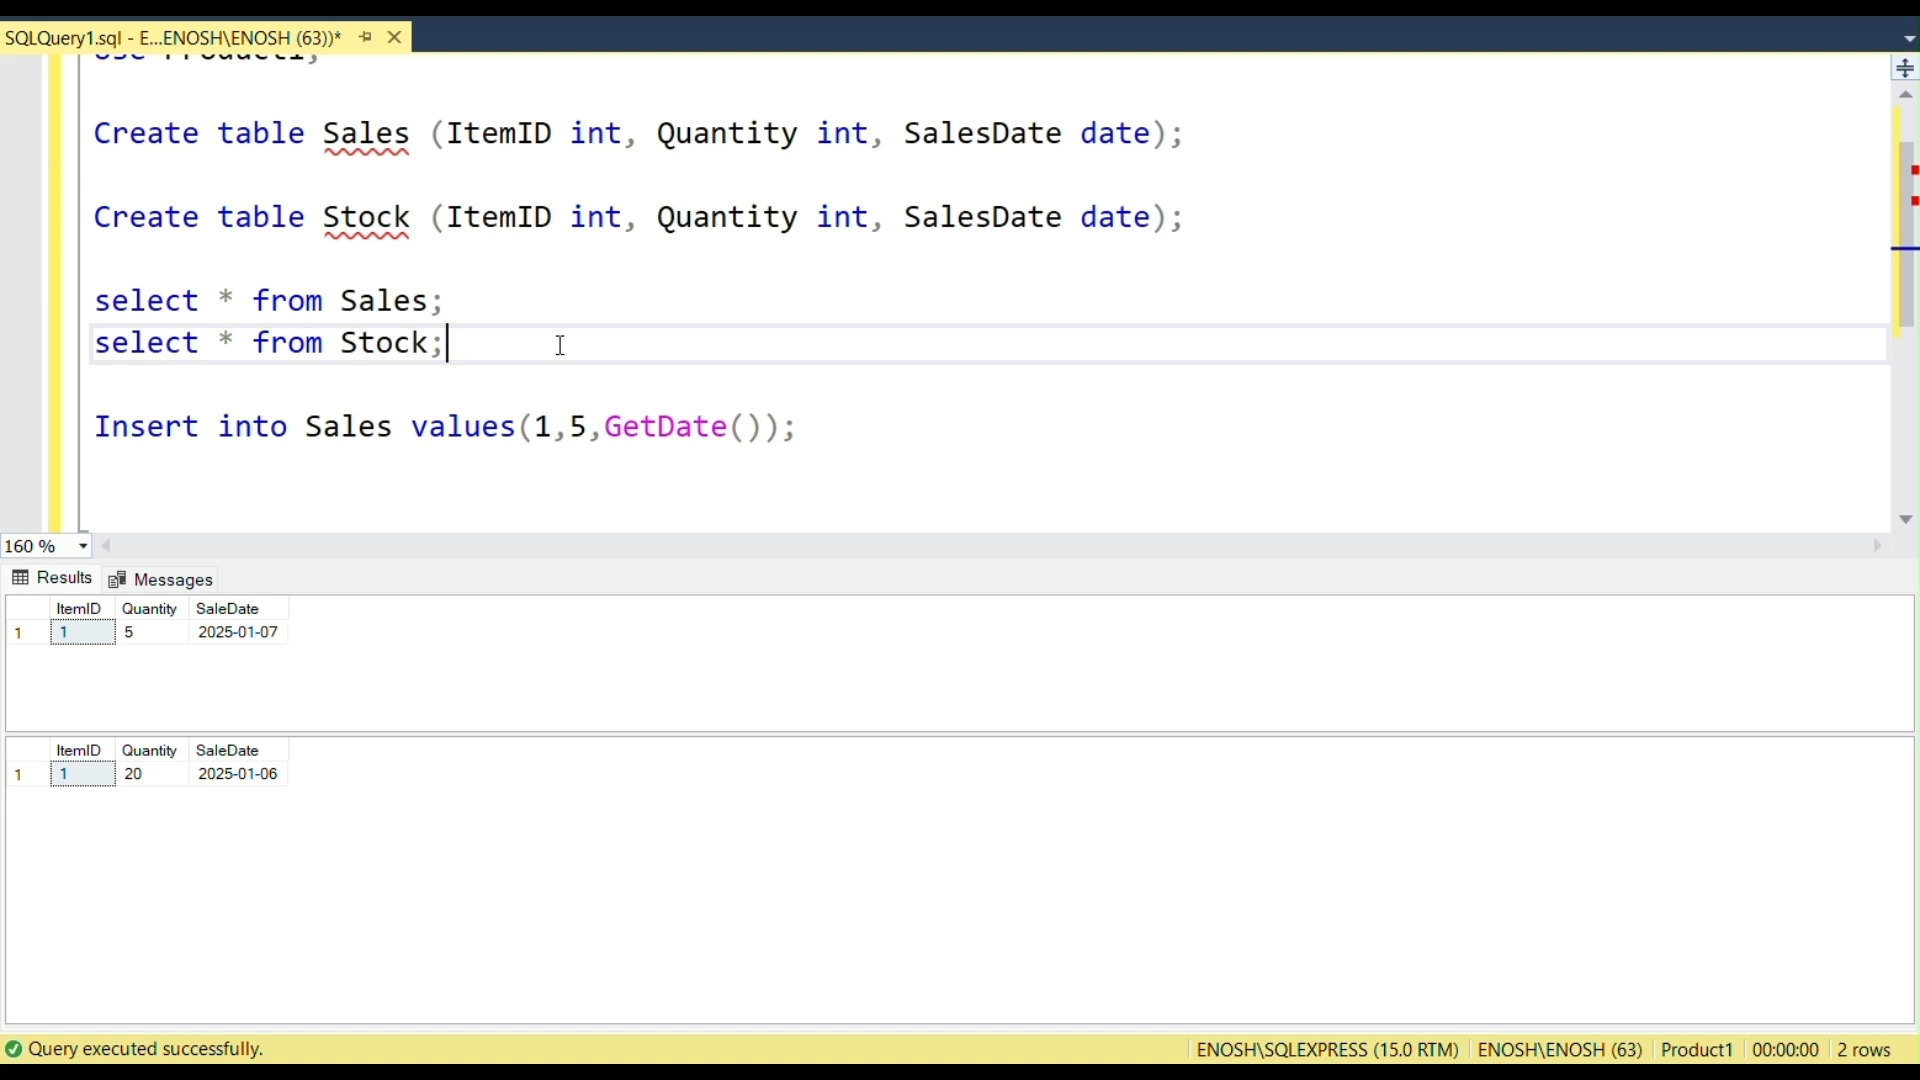 SQLQuery1.sql - E...ENOSH\ENOSH (63))*
Use Product1;
Create table Sales (ItemID int, Quantity int, SalesDate date);
Create table Stock (ItemID int, Quantity int, SalesDate date);
select * from Sales;
select * from Stock;
Insert into Sales values(1,5,GetDate());
160 %
Results Messages
ItemID Quantity SaleDate
1 1 5 2025-01-07
ItemID Quantity SaleDate
1 1 20 2025-01-06
Query executed successfully. ENOSH\SQLEXPRESS (15.0 RTM) ENOSH\ENOSH (63) Product1 00:00:00 2 rows